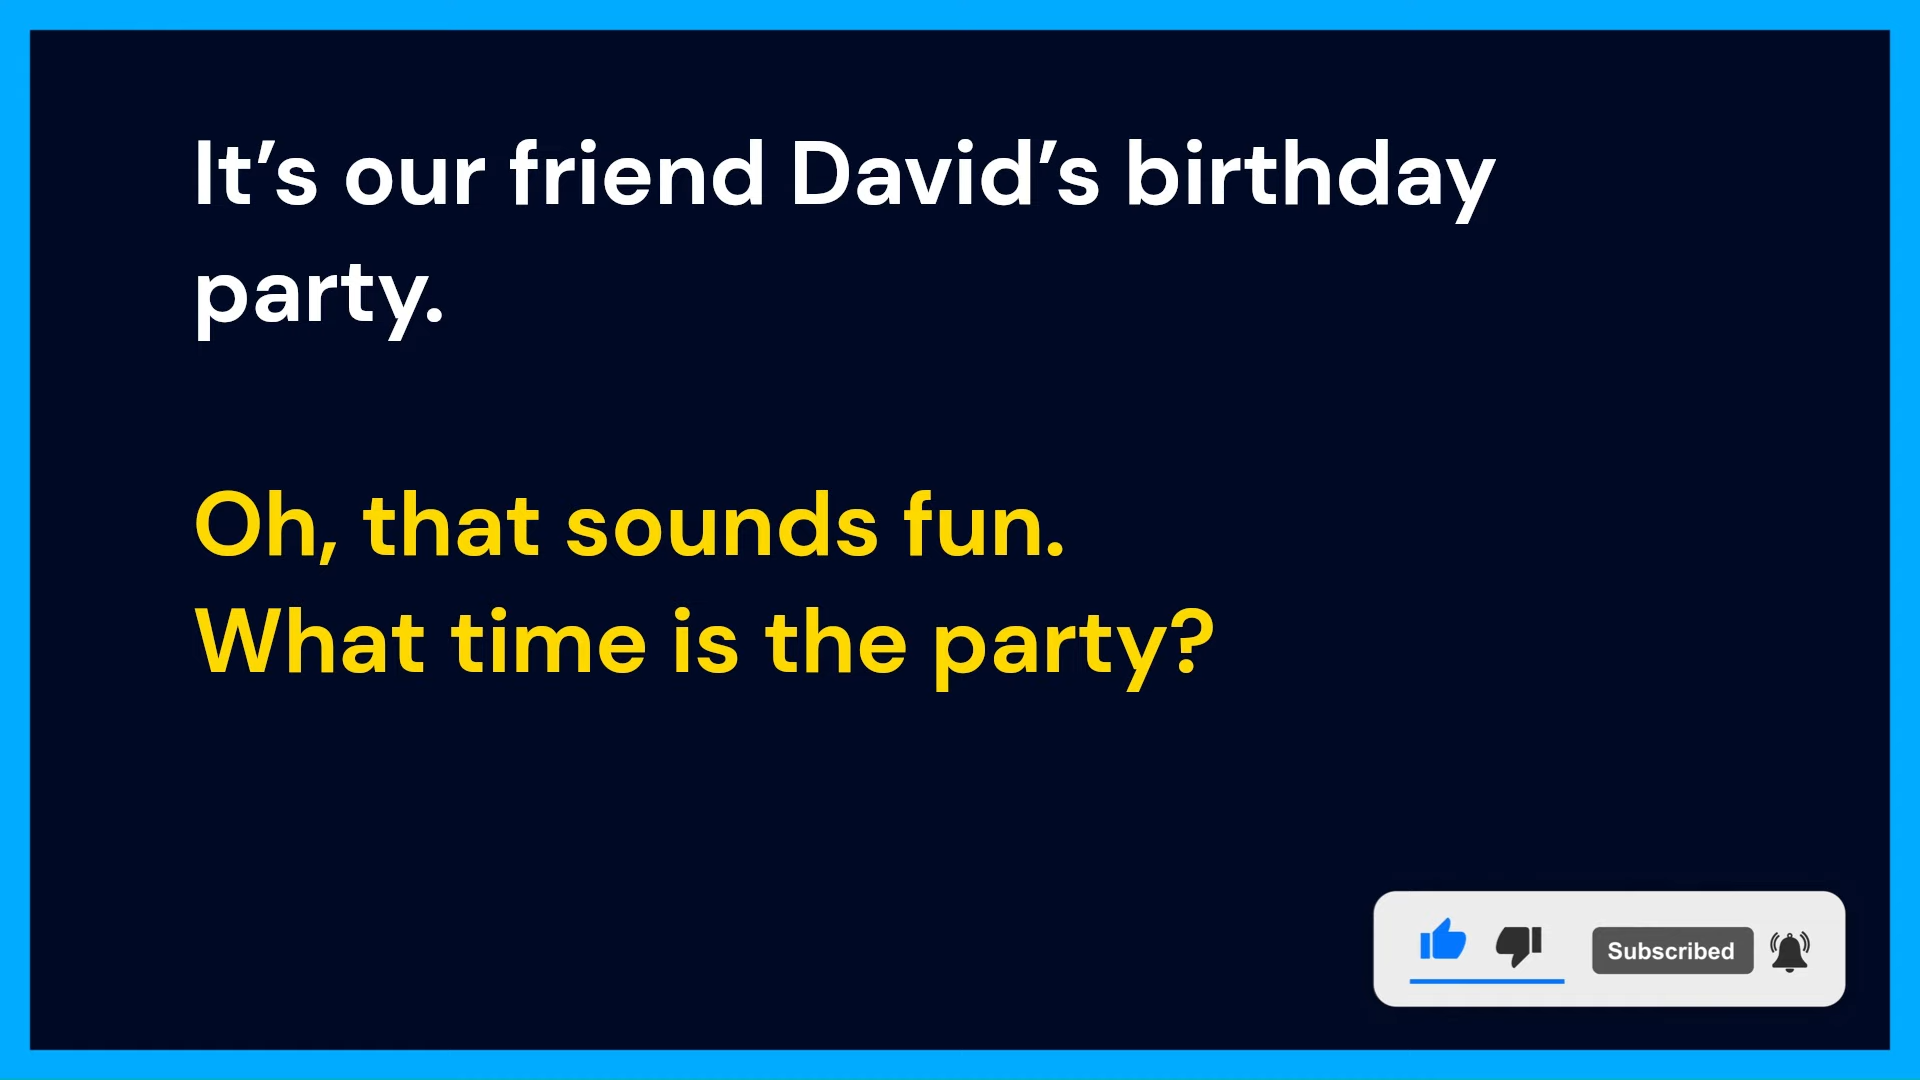 It’s our friend David’s birthday
party.
Oh, that sounds fun.
What time is the party?
Subscribed